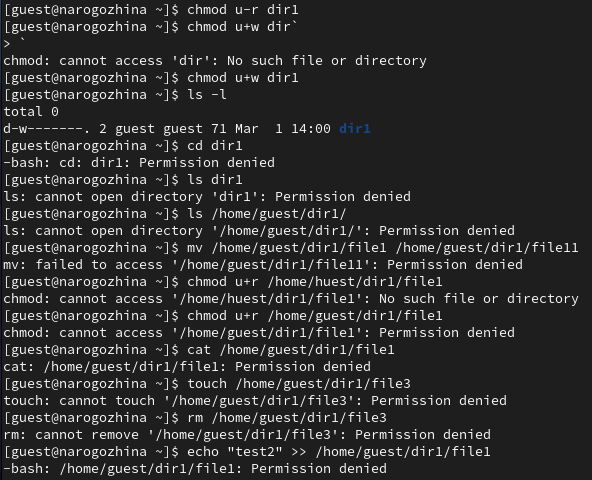 [guest@narogozhina ~]$ chmod u-r dir1
[guest@narogozhina ~]$ chmod u+w dir`
> `
chmod: cannot access 'dir': No such file or directory
[guest@narogozhina ~]$ chmod u+w dir1
[guest@narogozhina ~]$ ls -l
total 0
d-w-------. 2 guest guest 71 Mar  1 14:00 dir1
[guest@narogozhina ~]$ cd dir1
-bash: cd: dir1: Permission denied
[guest@narogozhina ~]$ ls dir1
ls: cannot open directory 'dir1': Permission denied
[guest@narogozhina ~]$ ls /home/guest/dir1/
ls: cannot open directory '/home/guest/dir1/': Permission denied
[guest@narogozhina ~]$ mv /home/guest/dir1/file1 /home/guest/dir1/file11
mv: failed to access '/home/guest/dir1/file11': Permission denied
[guest@narogozhina ~]$ chmod u+r /home/huest/dir1/file1
chmod: cannot access '/home/huest/dir1/file1': No such file or directory
[guest@narogozhina ~]$ chmod u+r /home/guest/dir1/file1
chmod: cannot access '/home/guest/dir1/file1': Permission denied
[guest@narogozhina ~]$ cat /home/guest/dir1/file1
cat: /home/guest/dir1/file1: Permission denied
[guest@narogozhina ~]$ touch /home/guest/dir1/file3
touch: cannot touch '/home/guest/dir1/file3': Permission denied
[guest@narogozhina ~]$ rm /home/guest/dir1/file3
rm: cannot remove '/home/guest/dir1/file3': Permission denied
[guest@narogozhina ~]$ echo "test2" >> /home/guest/dir1/file1
-bash: /home/guest/dir1/file1: Permission denied